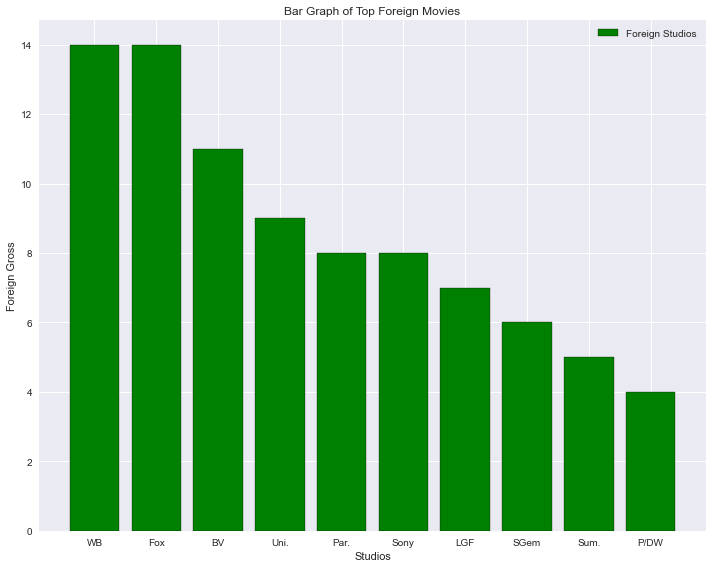 Bar Graph of Top Foreign Movies
Foreign Studios
Foreign Gross
14
12
10
8
6
4
2
0
WB Fox BV Uni. Par. Sony LGF SGem Sum. P/DW
Studios